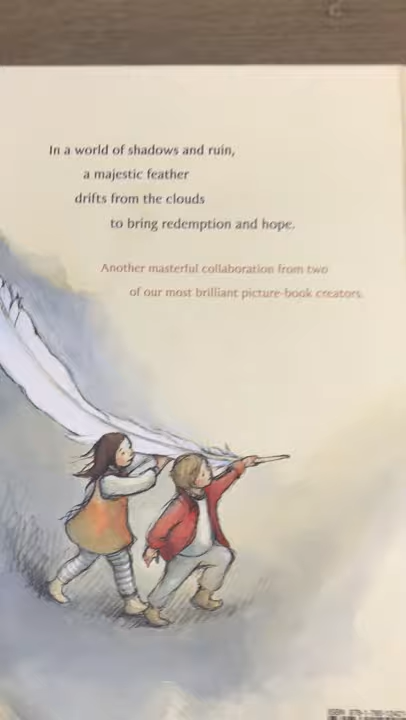 In a world of shadows and ruin,
a majestic feather
drifts from the clouds
to bring redemption and hope.
Another masterful collaboration from two
of our most brilliant picture-book creators.
ISBN